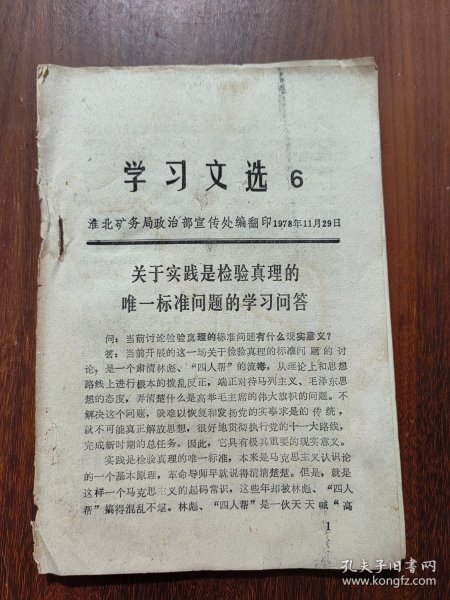 学习文选 6
淮北矿务局政治部宣传处编翻印1978年11月29日
关于实践是检验真理的
唯一标准问题的学习问答
问：当前讨论检验真理的标准问题有什么现实意义？
答：当前开展的这一场关于检验真理的标准问题的讨
论，是一个肃清林彪、“四人帮”的流毒，从理论上和思想
路线上进行根本的拨乱反正，端正对待马列主义、毛泽东思
想的态度，弄清楚什么是高举毛主席的伟大旗帜的问题。不
解决这个问题，就难以恢复和发扬党的实事求是的传统，
就不可能真正解放思想，很好地贯彻执行党的十一大路线，
完成新时期的总任务。因此，它具有极其重要的现实意义。
实践是检验真理的唯一标准，本来是马克思主义认识论
的一个基本原理，革命导师早就说得清清楚楚。但是，就是
这样一个马克思主义的起码常识，这些年却被林彪、“四人
帮”搞得混乱不堪。林彪、“四人帮”是一伙天天喊“高
1
孔夫子旧书网
www.kongfz.com